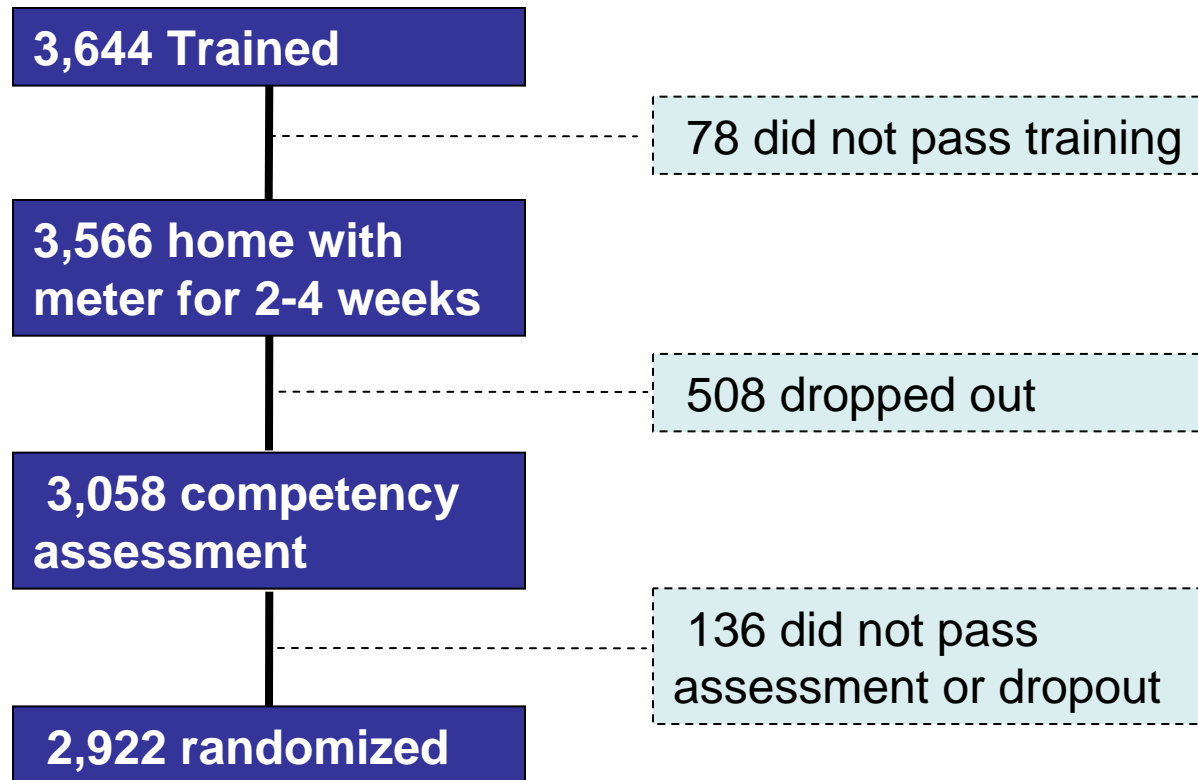 3,644 Trained
78 did not pass training
3,566 home with
meter for 2-4 weeks
508 dropped out
3,058 competency
assessment
136 did not pass
assessment or dropout
2,922 randomized